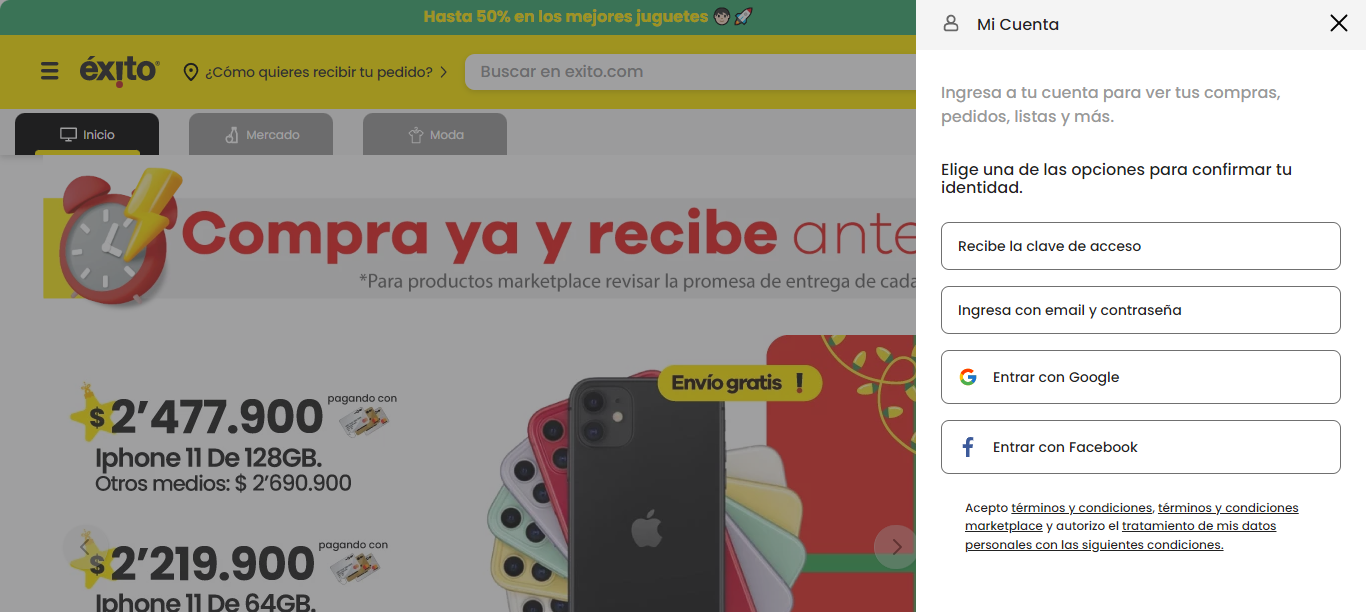 Hasta 50% en los mejores juguetes
éxito
¿Cómo quieres recibir tu pedido?
Buscar en exito.com
Inicio
Mercado
Moda
Compra ya y recibe ante
*Para productos marketplace revisar la promesa de entrega de cada
Envío gratis !
$2’477.900
pagando con
Iphone 11 De 128GB.
Otros medios: $ 2’690.900
$2’219.900
pagando con
Iphone 11 De 64GB.
Mi Cuenta
Ingresa a tu cuenta para ver tus compras,
pedidos, listas y más.
Elige una de las opciones para confirmar tu
identidad.
Recibe la clave de acceso
Ingresa con email y contraseña
Entrar con Google
Entrar con Facebook
Acepto términos y condiciones, términos y condiciones
marketplace y autorizo el tratamiento de mis datos
personales con las siguientes condiciones.